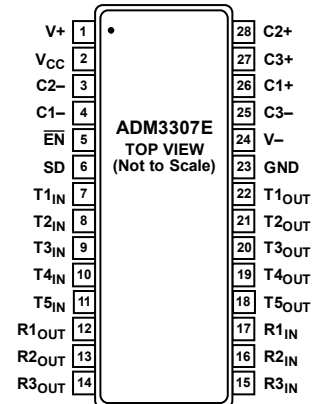 V+ 1 28 C2+
VCC 2 27 C3+
C2– 3 26 C1+
C1– 4 25 C3–
EN 5 24 V–
SD 6 23 GND
T1IN 7 22 T1OUT
T2IN 8 21 T2OUT
T3IN 9 20 T3OUT
T4IN 10 19 T4OUT
T5IN 11 18 T5OUT
R1OUT 12 17 R1IN
R2OUT 13 16 R2IN
R3OUT 14 15 R3IN
ADM3307E
TOP VIEW
(Not to Scale)